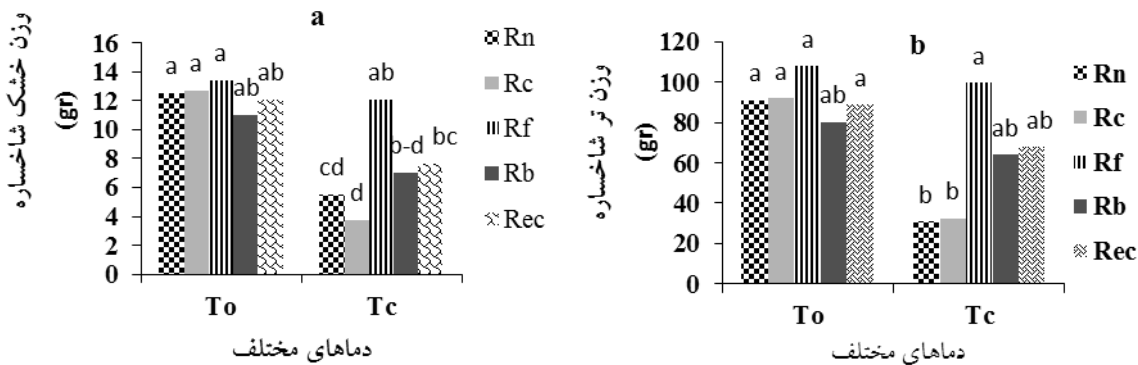 a
وزن خشک شاخساره
(gr)
16
14
12
10
8
6
4
2
0
a a a ab ab
cd d ab b-d bc
To Tc
دماهای مختلف
Rn
Rc
Rf
Rb
Rec
b
وزن تر شاخساره
(gr)
120
100
80
60
40
20
0
a a a ab a
b b a ab ab
To Tc
دماهای مختلف
Rn
Rc
Rf
Rb
Rec